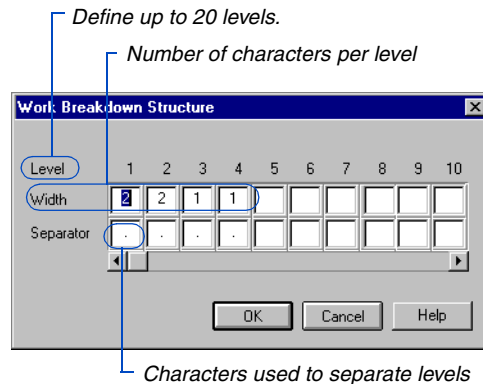 Define up to 20 levels.
Number of characters per level
Work Breakdown Structure
Level 1 2 3 4 5 6 7 8 9 10
Width 2 2 1 1
Separator . . . .
OK Cancel Help
Characters used to separate levels